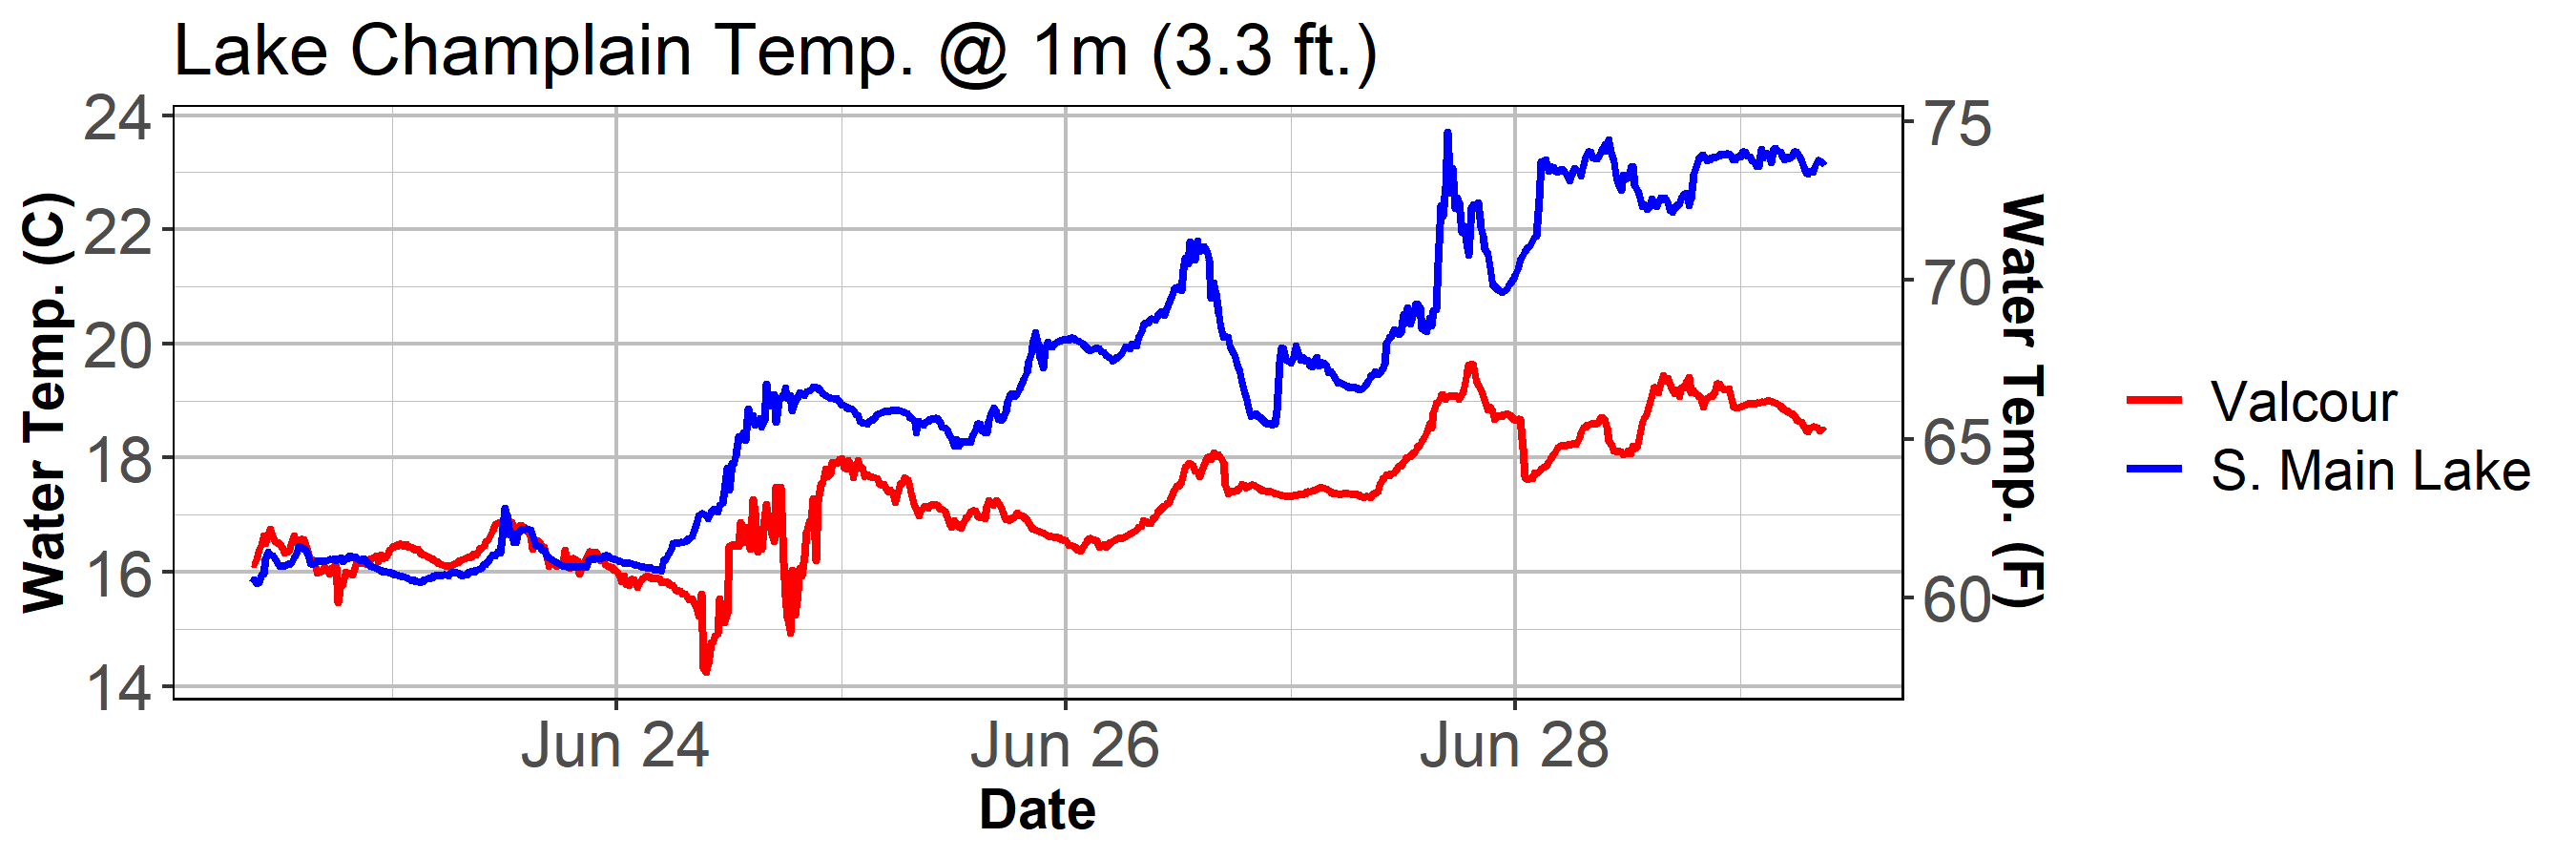 Lake Champlain Temp. @ 1m (3.3 ft.)
Water Temp. (C)
24
22
20
18
16
14
75
70
65
60
Water Temp. (F)
Jun 24
Jun 26
Jun 28
Date
Valcour
S. Main Lake